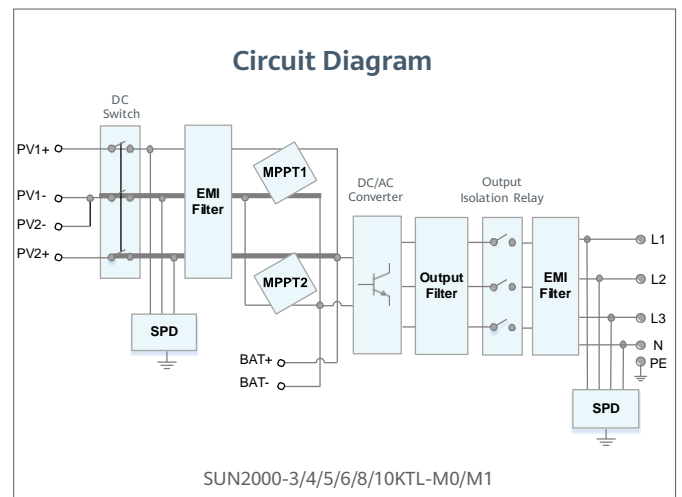 Circuit Diagram
DC
Switch
PV1+
PV1-
PV2-
PV2+
EMI
Filter
MPPT1
MPPT2
SPD
BAT+
BAT-
DC/AC
Converter
Output
Filter
Output
Isolation Relay
EMI
Filter
L1
L2
L3
N
PE
SPD
SUN2000-3/4/5/6/8/10KTL-M0/M1